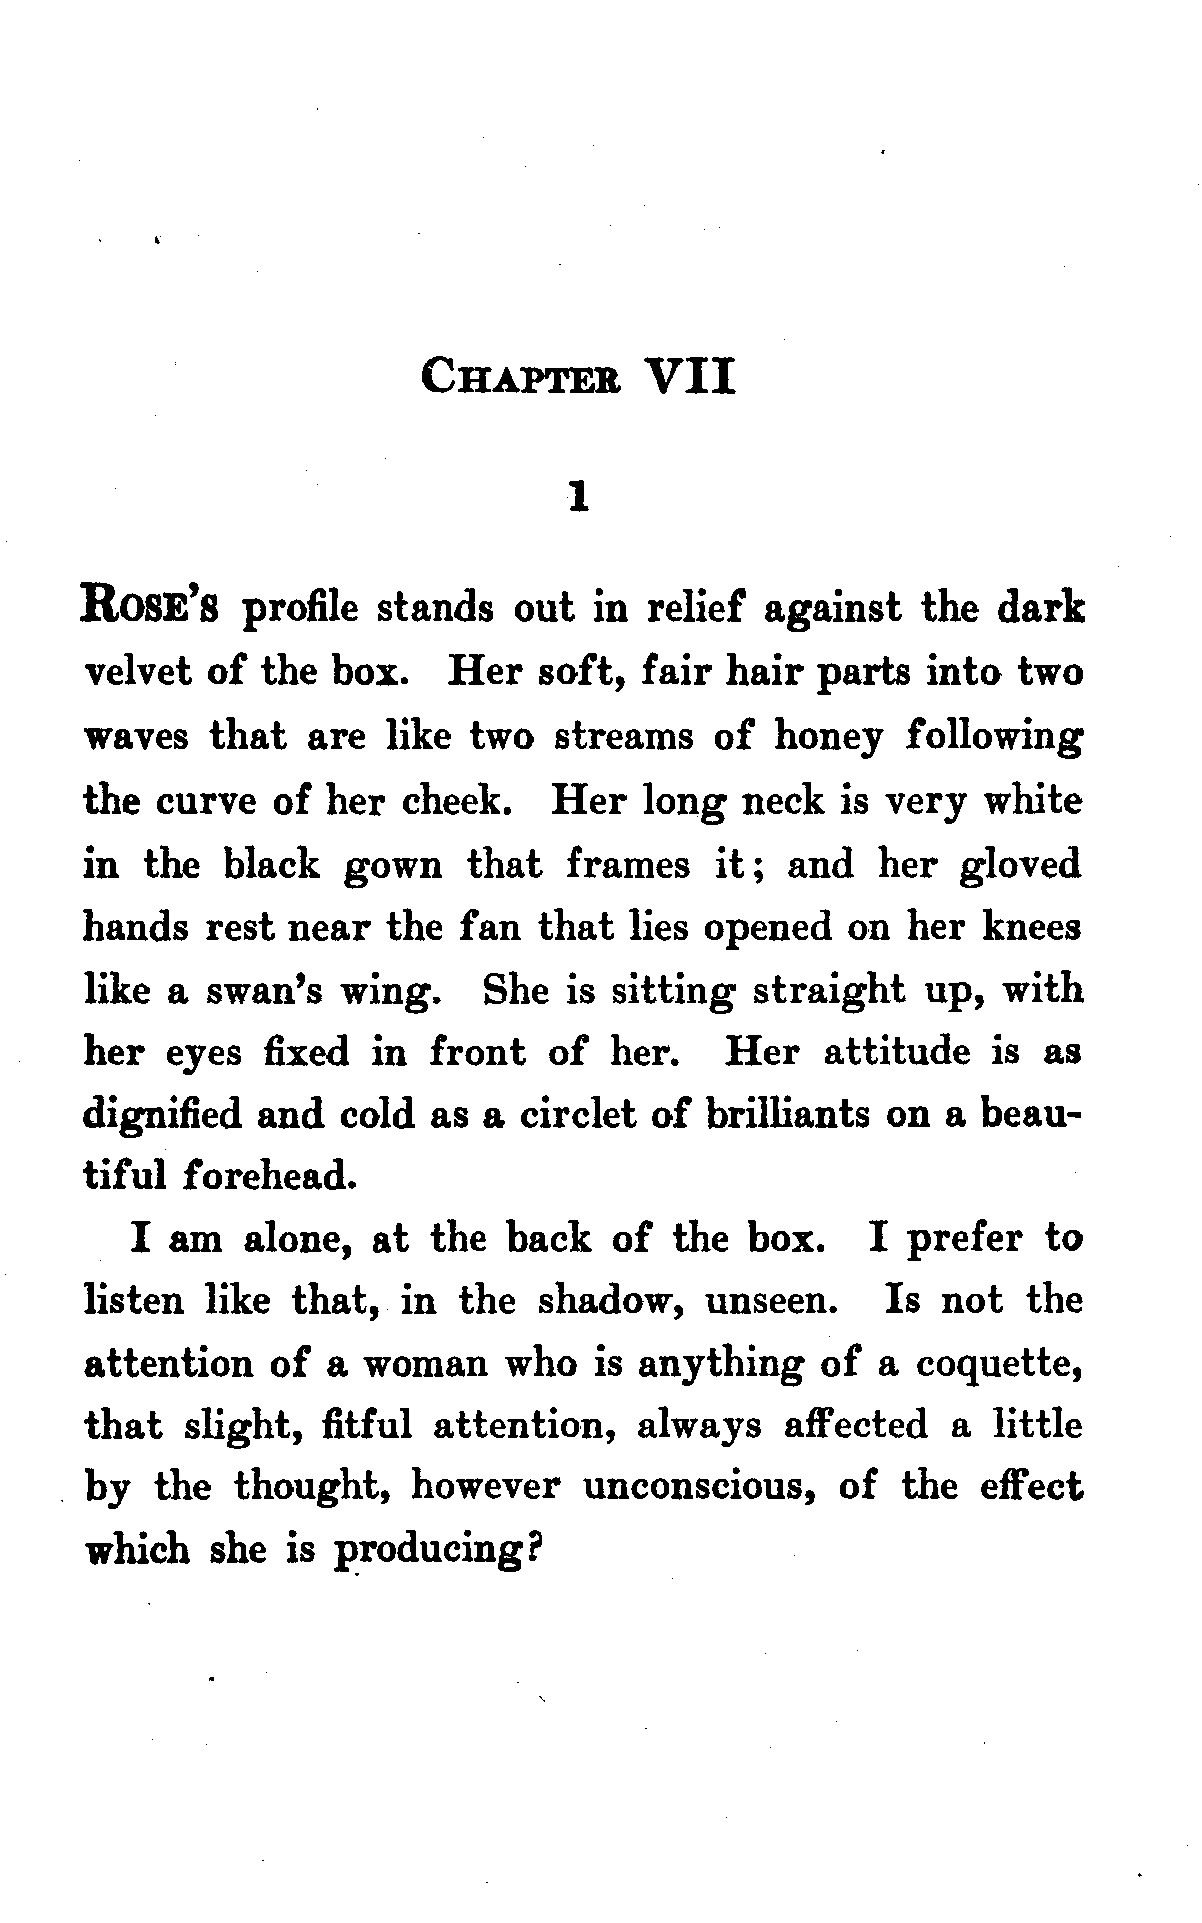 CHAPTER VII
1
ROSE'S profile stands out in relief against the dark
velvet of the box. Her soft, fair hair parts into two
waves that are like two streams of honey following
the curve of her cheek. Her long neck is very white
in the black gown that frames it; and her gloved
hands rest near the fan that lies opened on her knees
like a swan's wing. She is sitting straight up, with
her eyes fixed in front of her. Her attitude is as
dignified and cold as a circlet of brilliants on a beau-
tiful forehead.
I am alone, at the back of the box. I prefer to
listen like that, in the shadow, unseen. Is not the
attention of a woman who is anything of a coquette,
that slight, fitful attention, always affected a little
by the thought, however unconscious, of the effect
which she is producing?